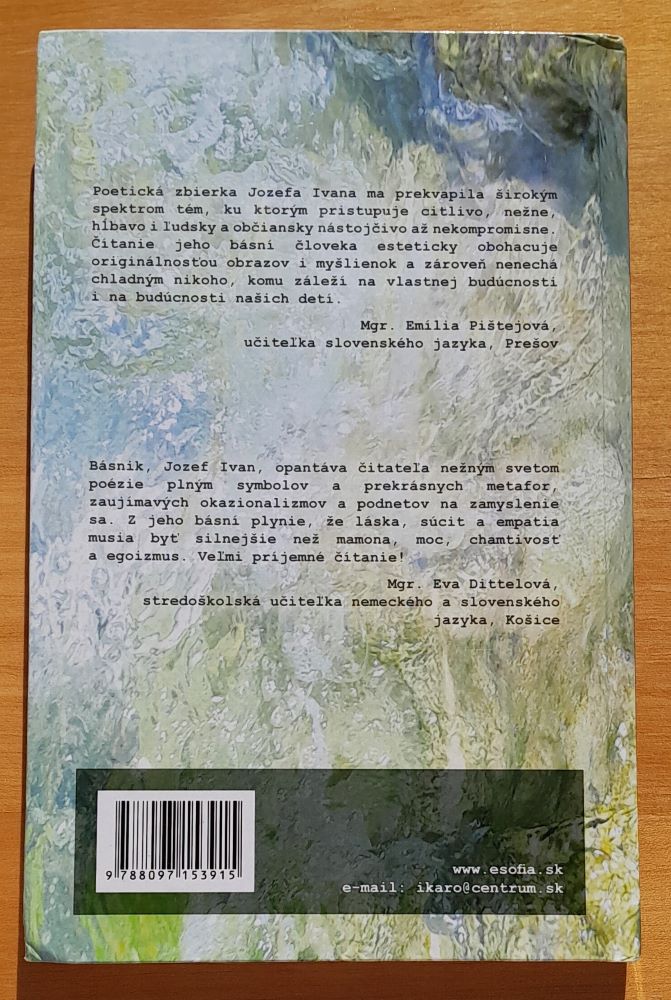 Poetická zbierka Jozefa Ivana ma prekvapila širokým
spektrom tém, ku ktorým pristupuje citlivo, nežne,
hĺbavo i ľudsky a občiansky nástojčivo až nekompromisne.
Čítanie jeho básní človeka esteticky obohacuje
originálnosťou obrazov i myšlienok a zároveň nenechá
chladným nikoho, komu záleží na vlastnej budúcnosti
i na budúcnosti našich detí.
Mgr. Emília Pištejová,
učiteľka slovenského jazyka, Prešov
Básnik, Jozef Ivan, opantáva čitateľa nežným svetom
poézie plným symbolov a prekrásnych metafor,
zaujímavých okazionalizmov a podnetov na zamyslenie
sa. Z jeho básní plynie, že láska, súcit a empatia
musia byť silnejšie než mamona, moc, chamtivosť
a egoizmus. Veľmi príjemné čítanie!
Mgr. Eva Dittelová,
stredoškolská učiteľka nemeckého a slovenského
jazyka, Košice
www.esofia.sk
e-mail: ikaro@centrum.sk
9 788097 153915